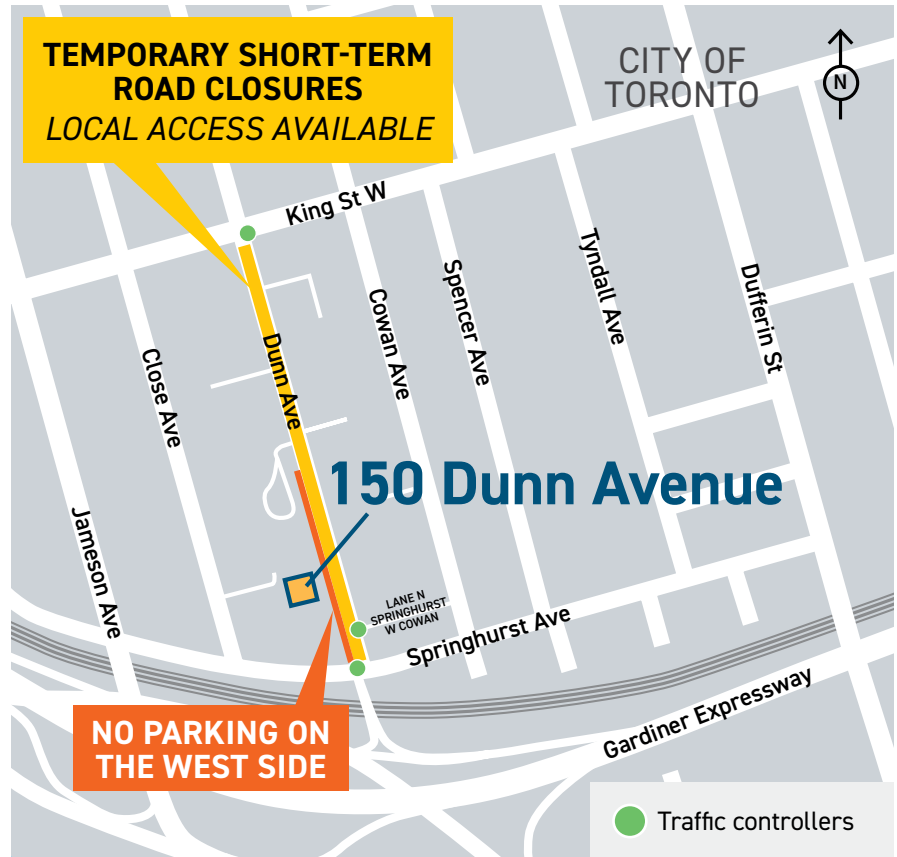 TEMPORARY SHORT-TERM
ROAD CLOSURES
LOCAL ACCESS AVAILABLE
CITY OF
TORONTO
N
King St W
Dunn Ave
Cowan Ave
Spencer Ave
Tyndall Ave
Dufferin St
Close Ave
Jameson Ave
150 Dunn Avenue
LANE N
SPRINGHURST
W COWAN
Springhurst Ave
Gardiner Expressway
NO PARKING ON
THE WEST SIDE
Traffic controllers